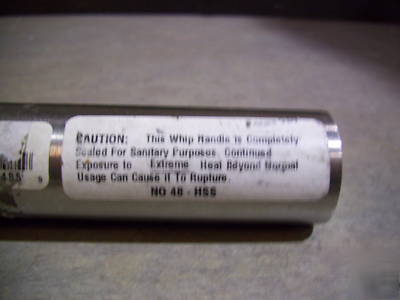 CAUTION: This Whip Handle is Completely
Sealed For Sanitary Purposes. Continued
Exposure to Extreme Heat Beyond Normal
Usage Can Cause it To Rupture.
NO 48 - HSS